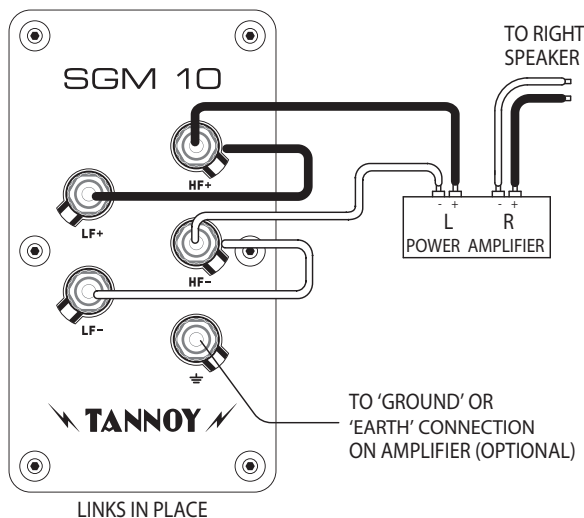 TO RIGHT
SPEAKER
SGM 10
HF+
LF+
- +
- +
L
R
POWER AMPLIFIER
HF-
LF-
TANNOY
TO 'GROUND' OR
'EARTH' CONNECTION
ON AMPLIFIER (OPTIONAL)
LINKS IN PLACE